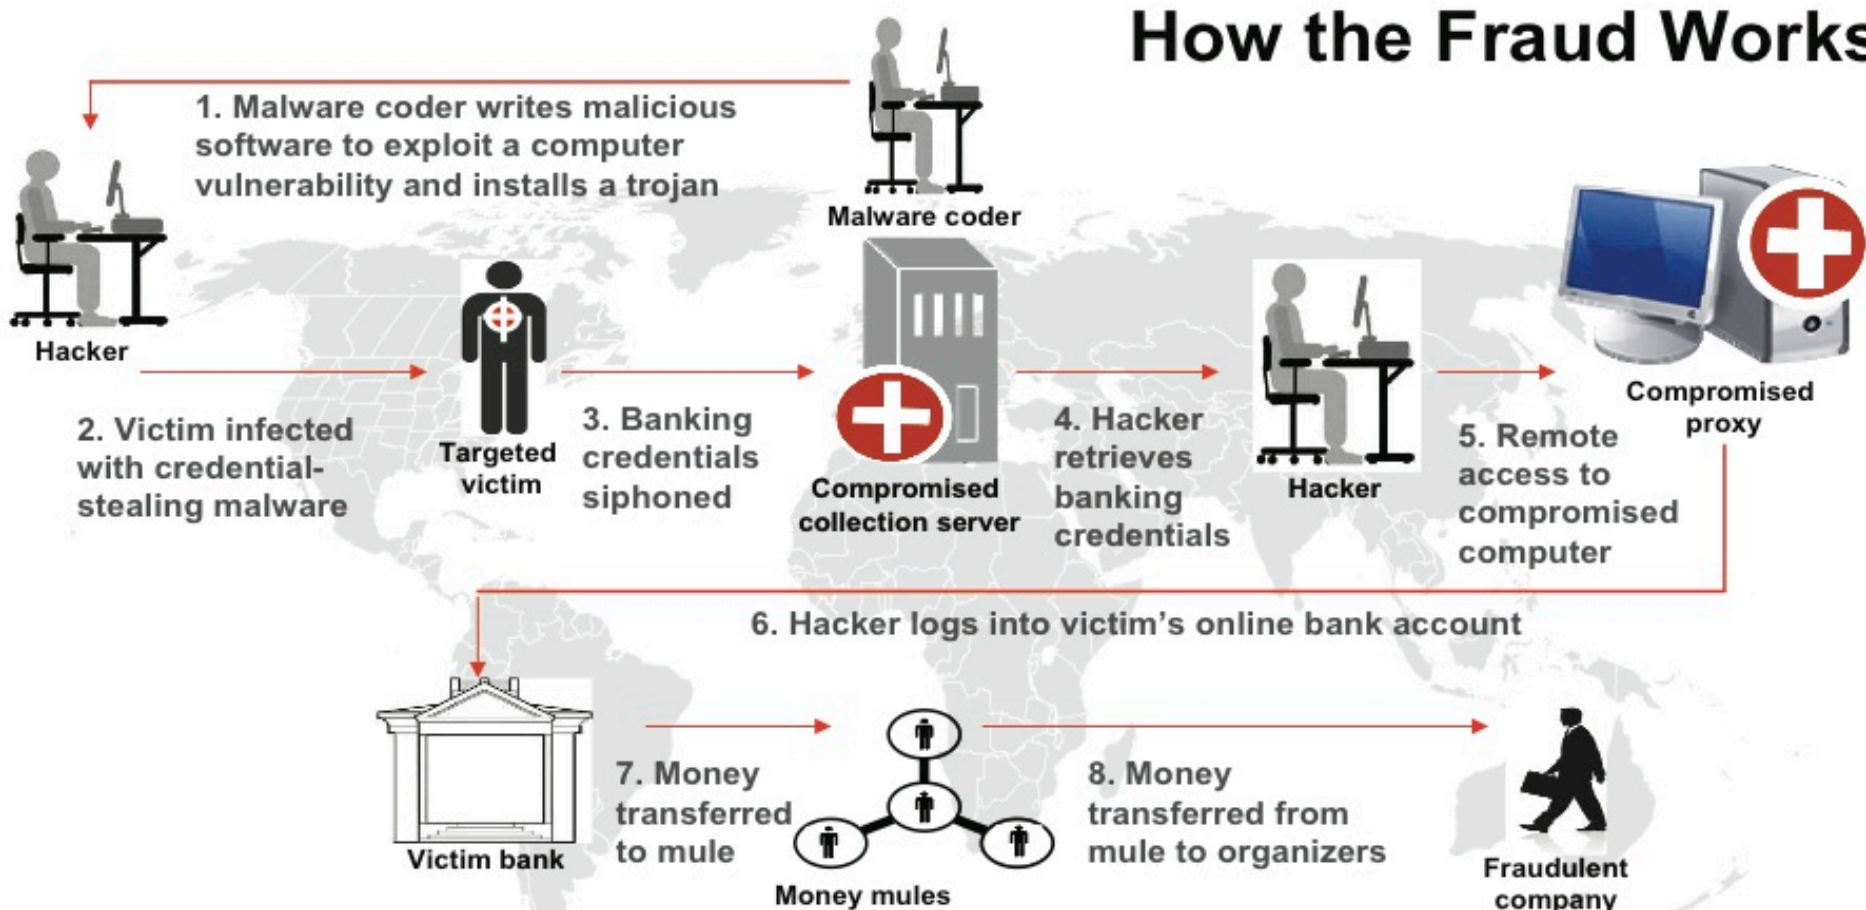 How the Fraud Works
1. Malware coder writes malicious
software to exploit a computer
vulnerability and installs a trojan
Malware coder
Hacker
2. Victim infected
with credential-
stealing malware
Targeted
victim
3. Banking
credentials
siphoned
Compromised
collection server
4. Hacker
retrieves
banking
credentials
Hacker
5. Remote
access to
compromised
computer
Compromised
proxy
6. Hacker logs into victim's online bank account
Victim bank
7. Money
transferred
to mule
Money mules
8. Money
transferred from
mule to organizers
Fraudulent
company